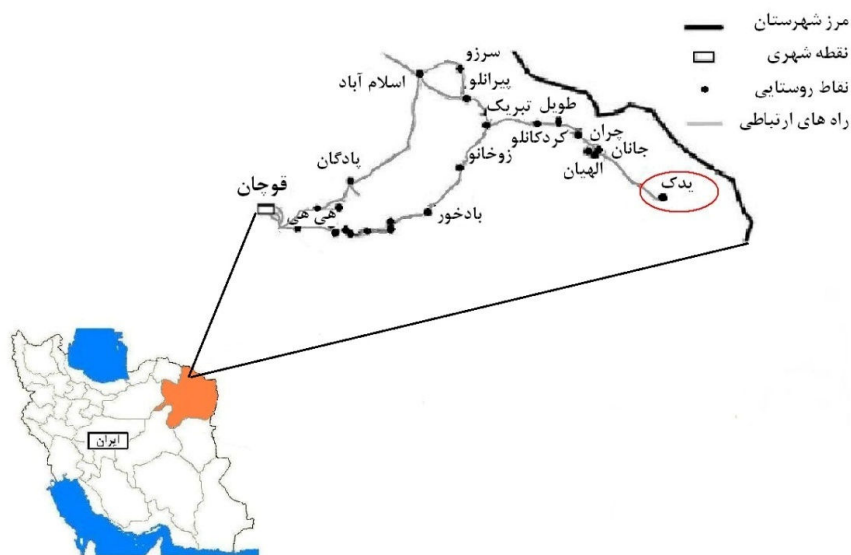 مرز شهرستان
نقطه شهری
نقاط روستایی
راه های ارتباطی
سرزو
پیرانلو
اسلام آباد
تبریک
طویل
کردکانلو
چران
جانان
الهیان
زوخانو
یدک
پادگان
قوچان
بادخور
هی هی
ایران